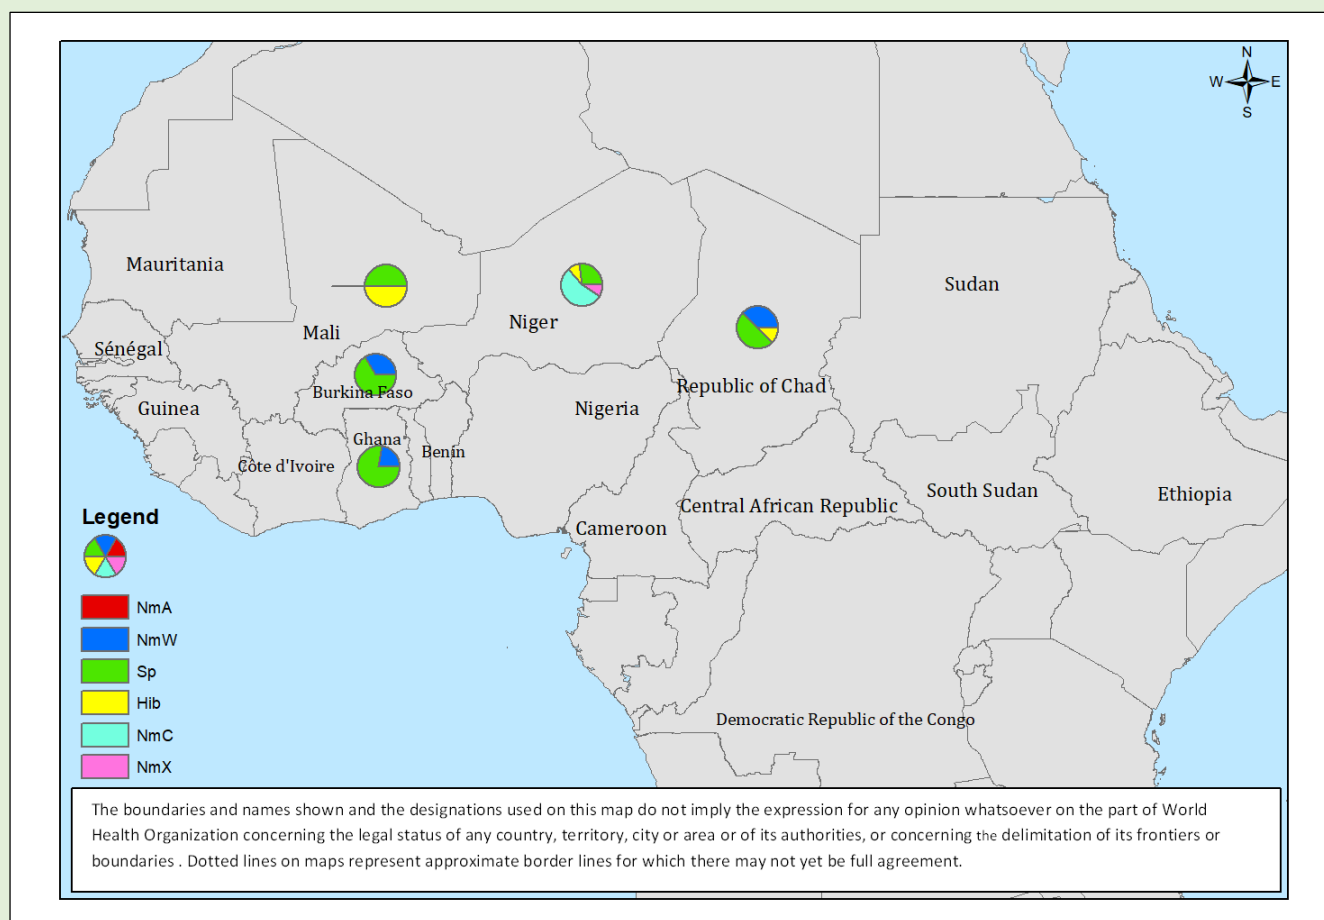 N
W E
S
Mauritania
Sudan
Niger
Mali
Sénégal
Republic of Chad
Burkina Faso
Guinea
Nigeria
Ghana
Benin
Côte d'Ivoire
South Sudan
Ethiopia
Central African Republic
Cameroon
Legend
NmA
NmW
Sp
Hib
NmC
NmX
Democratic Republic of the Congo
The boundaries and names shown and the designations used on this map do not imply the expression for any opinion whatsoever on the part of World
Health Organization concerning the legal status of any country, territory, city or area or of its authorities, or concerning the delimitation of its frontiers or
boundaries . Dotted lines on maps represent approximate border lines for which there may not yet be full agreement.